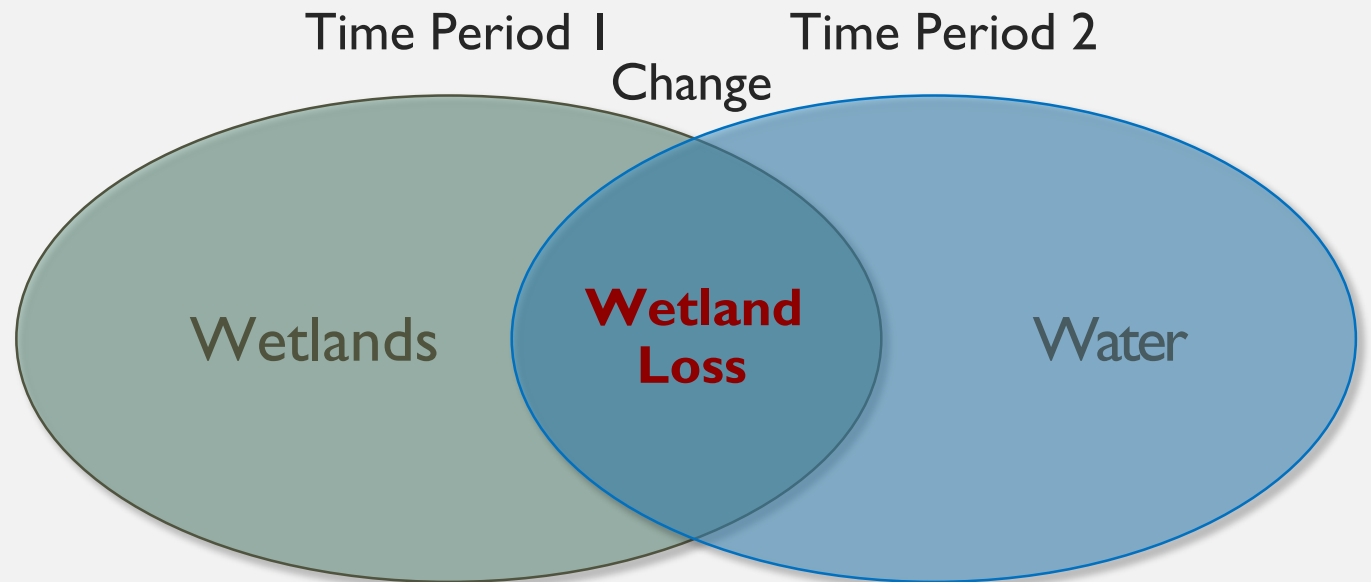 Time Period 1
Time Period 2
Change
Wetlands
Wetland
Loss
Water